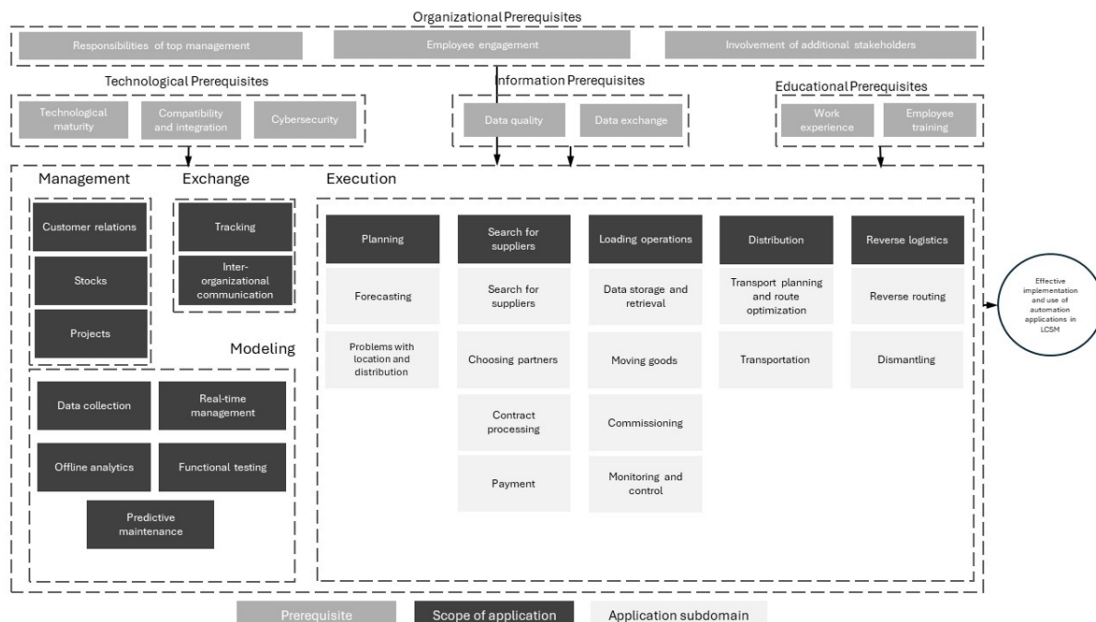 Organizational Prerequisites
Responsibilities of top management
Employee engagement
Involvement of additional stakeholders
Technological Prerequisites
Information Prerequisites
Educational Prerequisites
Technological
maturity
Compatibility
and integration
Cybersecurity
Data quality
Data exchange
Work
experience
Employee
training
Management
Exchange
Execution
Customer relations
Stocks
Projects
Tracking
Inter-
organizational
communication
Modeling
Data collection
Real-time
management
Offline analytics
Functional testing
Predictive
maintenance
Planning
Forecasting
Problems with
location and
distribution
Search for
suppliers
Search for
suppliers
Choosing partners
Contract
processing
Payment
Loading operations
Data storage and
retrieval
Moving goods
Commissioning
Monitoring and
control
Distribution
Transport planning
and route
optimization
Transportation
Reverse logistics
Reverse routing
Dismantling
Effective
implementation
and use of
automation
applications in
LCSM
Prerequisite
Scope of application
Application subdomain